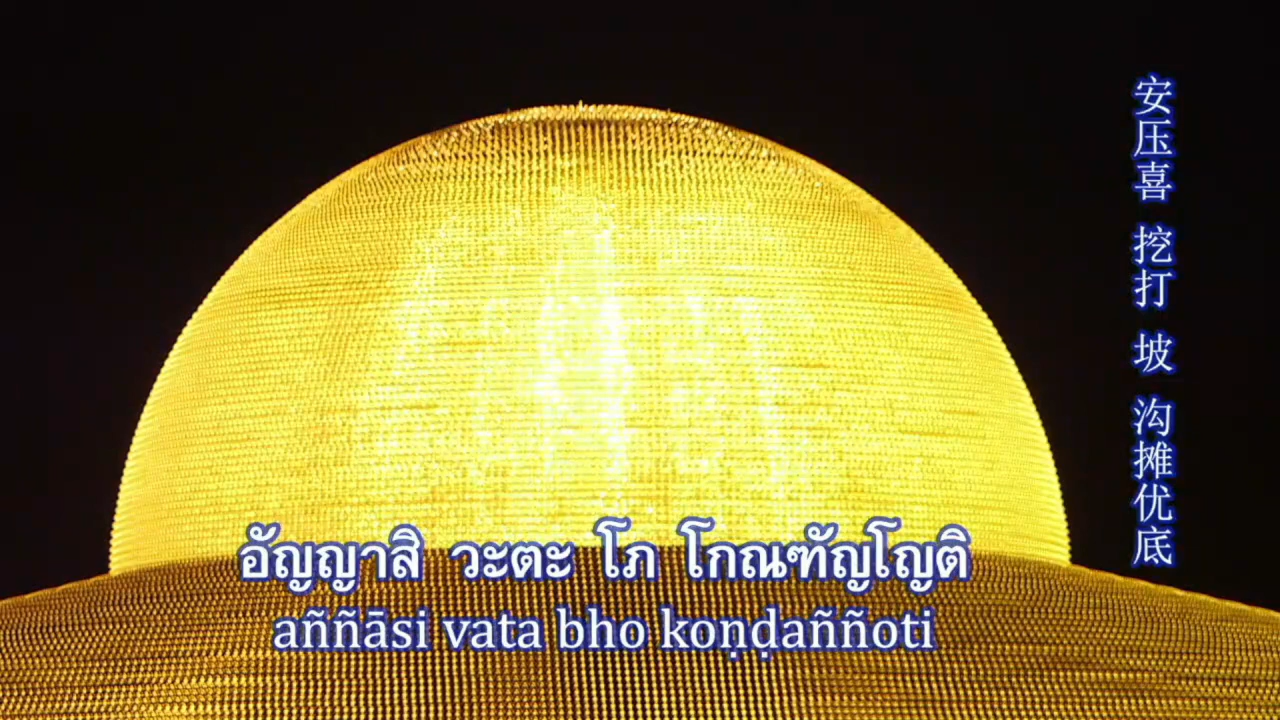 安压喜 挖打 坡 沟摊优底
อัญญาสิ วะตะ โภ โกณฑัญโญติ
aññāsi vata bho koṇḍaññoti